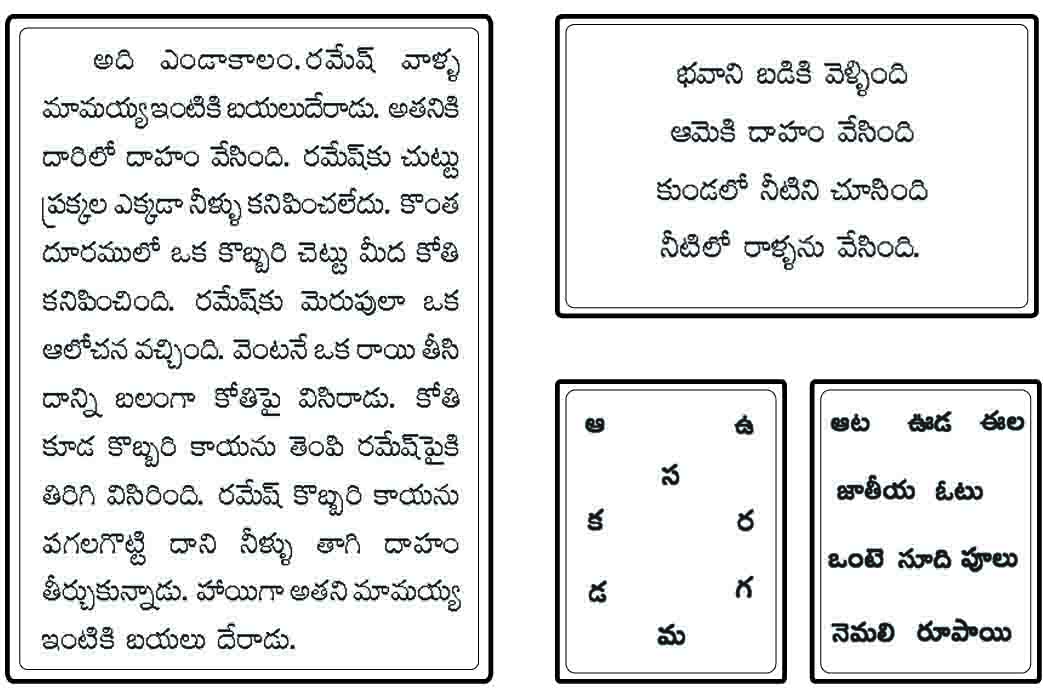 అది ఎండాకాలం. రమేష్ వాళ్ళ
మామయ్య ఇంటికి బయలుదేరాడు. అతనికి
దారిలో దాహం వేసింది. రమేష్‌కు చుట్టు
ప్రక్కల ఎక్కడా నీళ్ళు కనిపించలేదు. కొంత
దూరములో ఒక కొబ్బరి చెట్టు మీద కోతి
కనిపించింది. రమేష్‌కు మెరుపులా ఒక
ఆలోచన వచ్చింది. వెంటనే ఒక రాయి తీసి
దాన్ని బలంగా కోతిపై విసిరాడు. కోతి
కూడ కొబ్బరి కాయను తెంపి రమేష్‌పైకి
తిరిగి విసిరింది. రమేష్ కొబ్బరి కాయను
పగలగొట్టి దాని నీళ్ళు తాగి దాహం
తీర్చుకున్నాడు. హాయిగా అతని మామయ్య
ఇంటికి బయలు దేరాడు.
భవాని బడికి వెళ్ళింది
ఆమెకి దాహం వేసింది
కుండలో నీటిని చూసింది
నీటిలో రాళ్ళను వేసింది.
ఆ ఉ
స
క ర
డ గ
మ
ఆట ఊడ ఈల
జాతీయ ఓటు
ఒంటె సూది పూలు
నెమలి రూపాయి